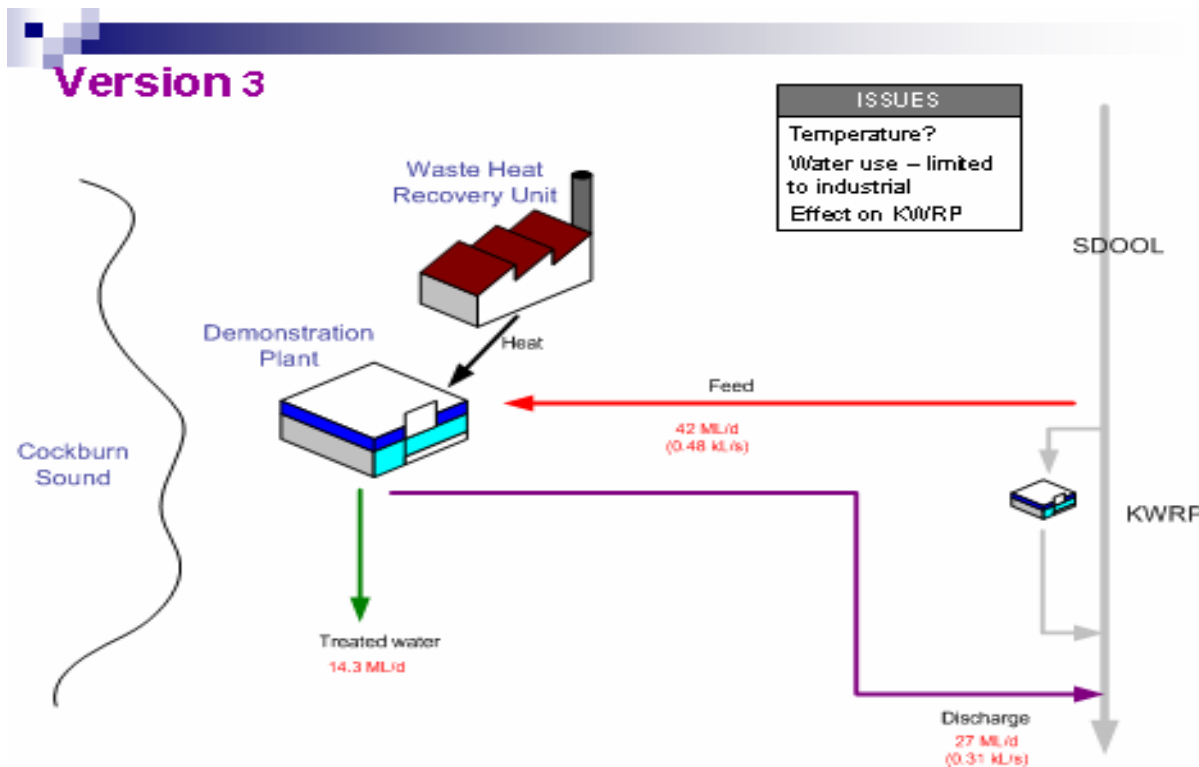 Version 3
ISSUES
Temperature?
Water use – limited
to industrial
Effect on KWRP
Waste Heat
Recovery Unit
SDOOL
Demonstration
Plant
Heat
Feed
42 ML/d
(0.48 kL/s)
Cockburn
Sound
KWRP
Treated water
14.3 ML/d
Discharge
27 ML/d
(0.31 kL/s)